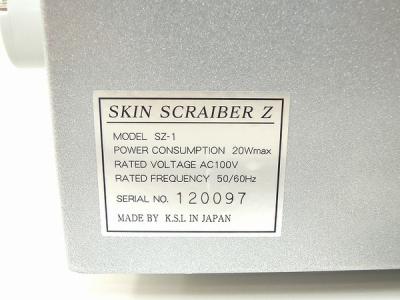 SKIN SCRAIBER Z
MODEL SZ-1
POWER CONSUMPTION 20Wmax
RATED VOLTAGE AC100V
RATED FREQUENCY 50/60Hz
SERIAL NO. 120097
MADE BY K.S.I. IN JAPAN